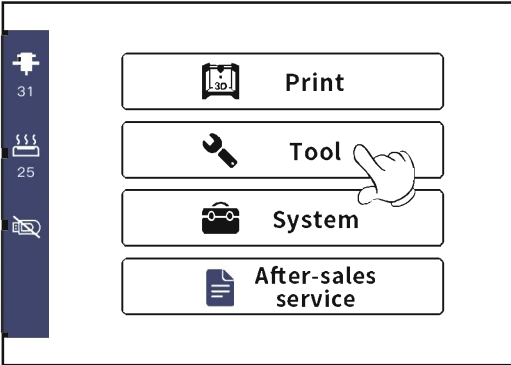 31
25
3D
Print
Tool
System
After-sales
service